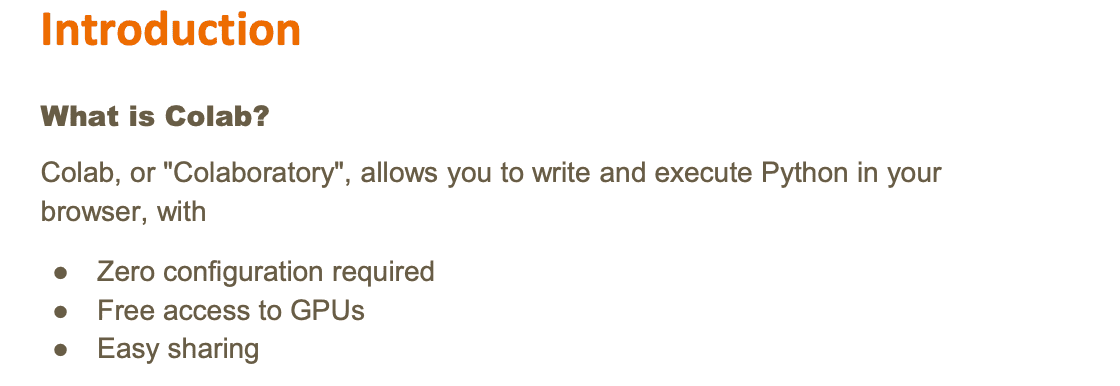 Introduction
What is Colab?
Colab, or "Colaboratory", allows you to write and execute Python in your
browser, with
● Zero configuration required
● Free access to GPUs
● Easy sharing